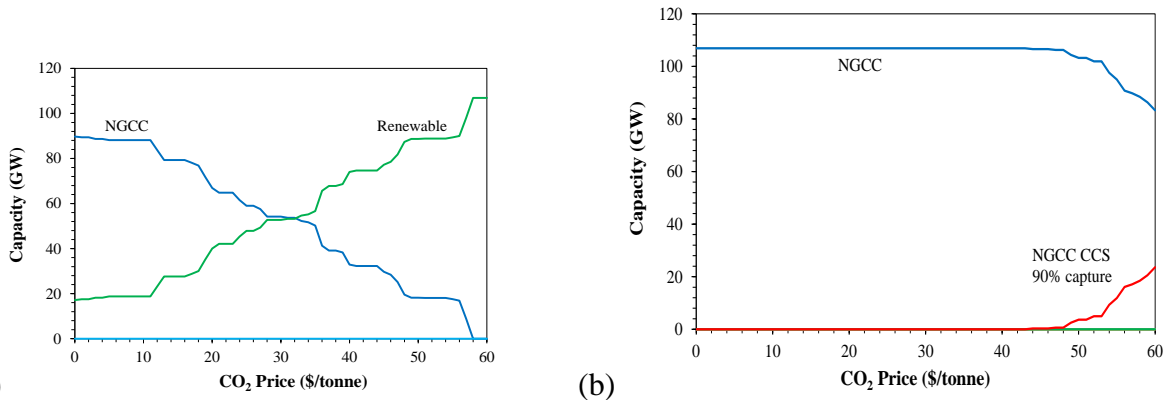 120
100
80
60
40
20
0
Capacity (GW)
NGCC
Renewable
0 10 20 30 40 50 60
CO₂ Price ($/tonne)
)
120
100
80
60
40
20
0
Capacity (GW)
NGCC
NGCC CCS
90% capture
0 10 20 30 40 50 60
CO₂ Price ($/tonne)
(b)